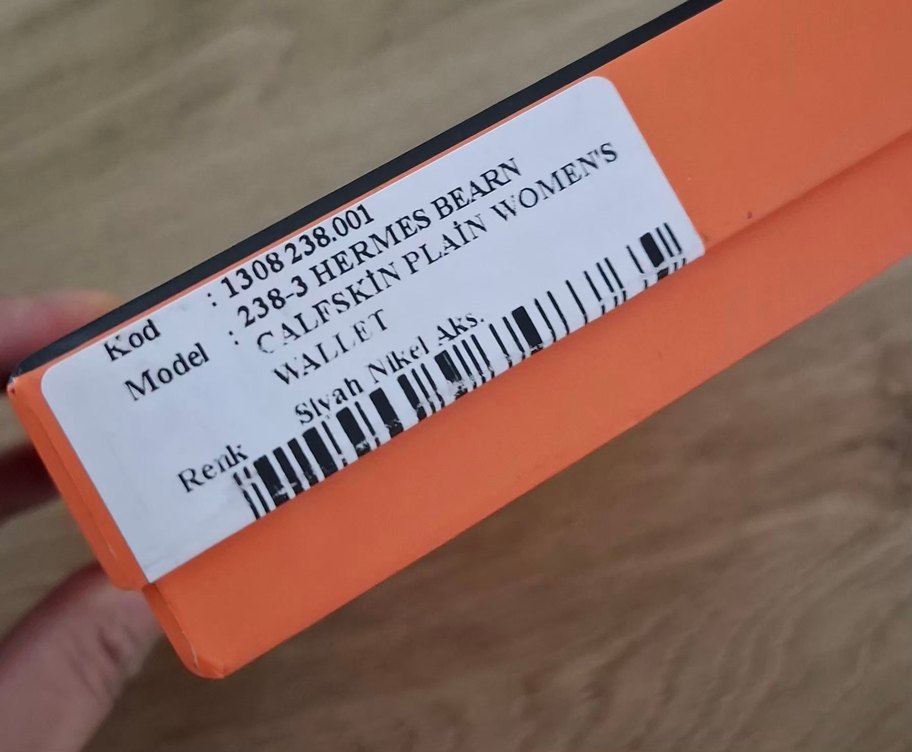 Kod : 1308 238.001
Model : 238-3 HERMES BEARN
CALFSKİN PLAİN WOMEN'S
WALLET
Renk Siyah Nikel Aks.